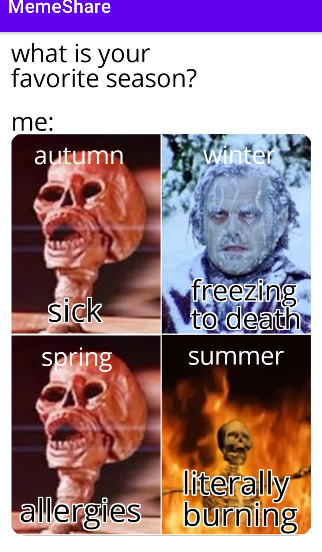 MemeShare
what is your
favorite season?
me:
autumn
sick
winter
freezing
to death
spring
allergies
summer
literally
burning